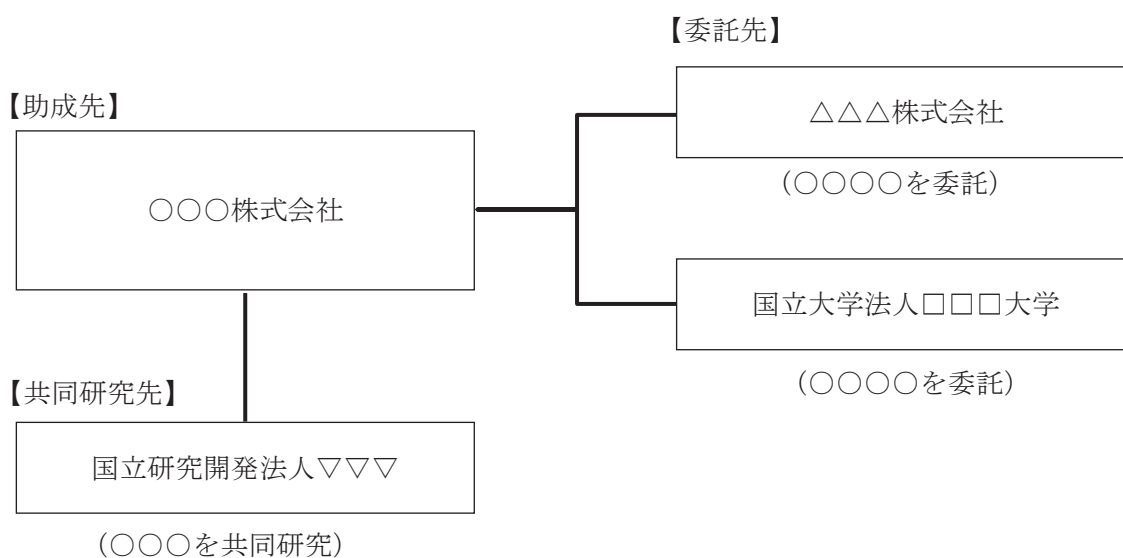 【助成先】
○○○株式会社
【委託先】
△△△株式会社
（○○○○を委託）
国立大学法人□□□大学
（○○○○を委託）
【共同研究先】
国立研究開発法人▽▽▽
（○○○を共同研究）